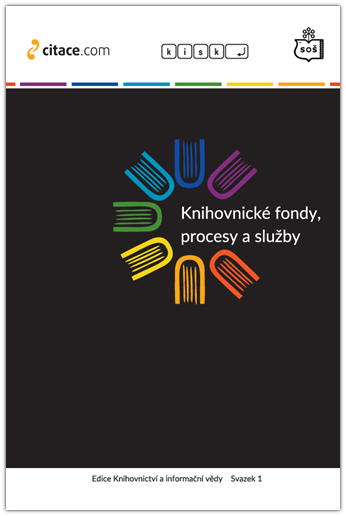 citace.com
kisk
SOŠ
Knihovnické fondy,
procesy a služby
Edice Knihovnictví a informační vědy Svazek 1